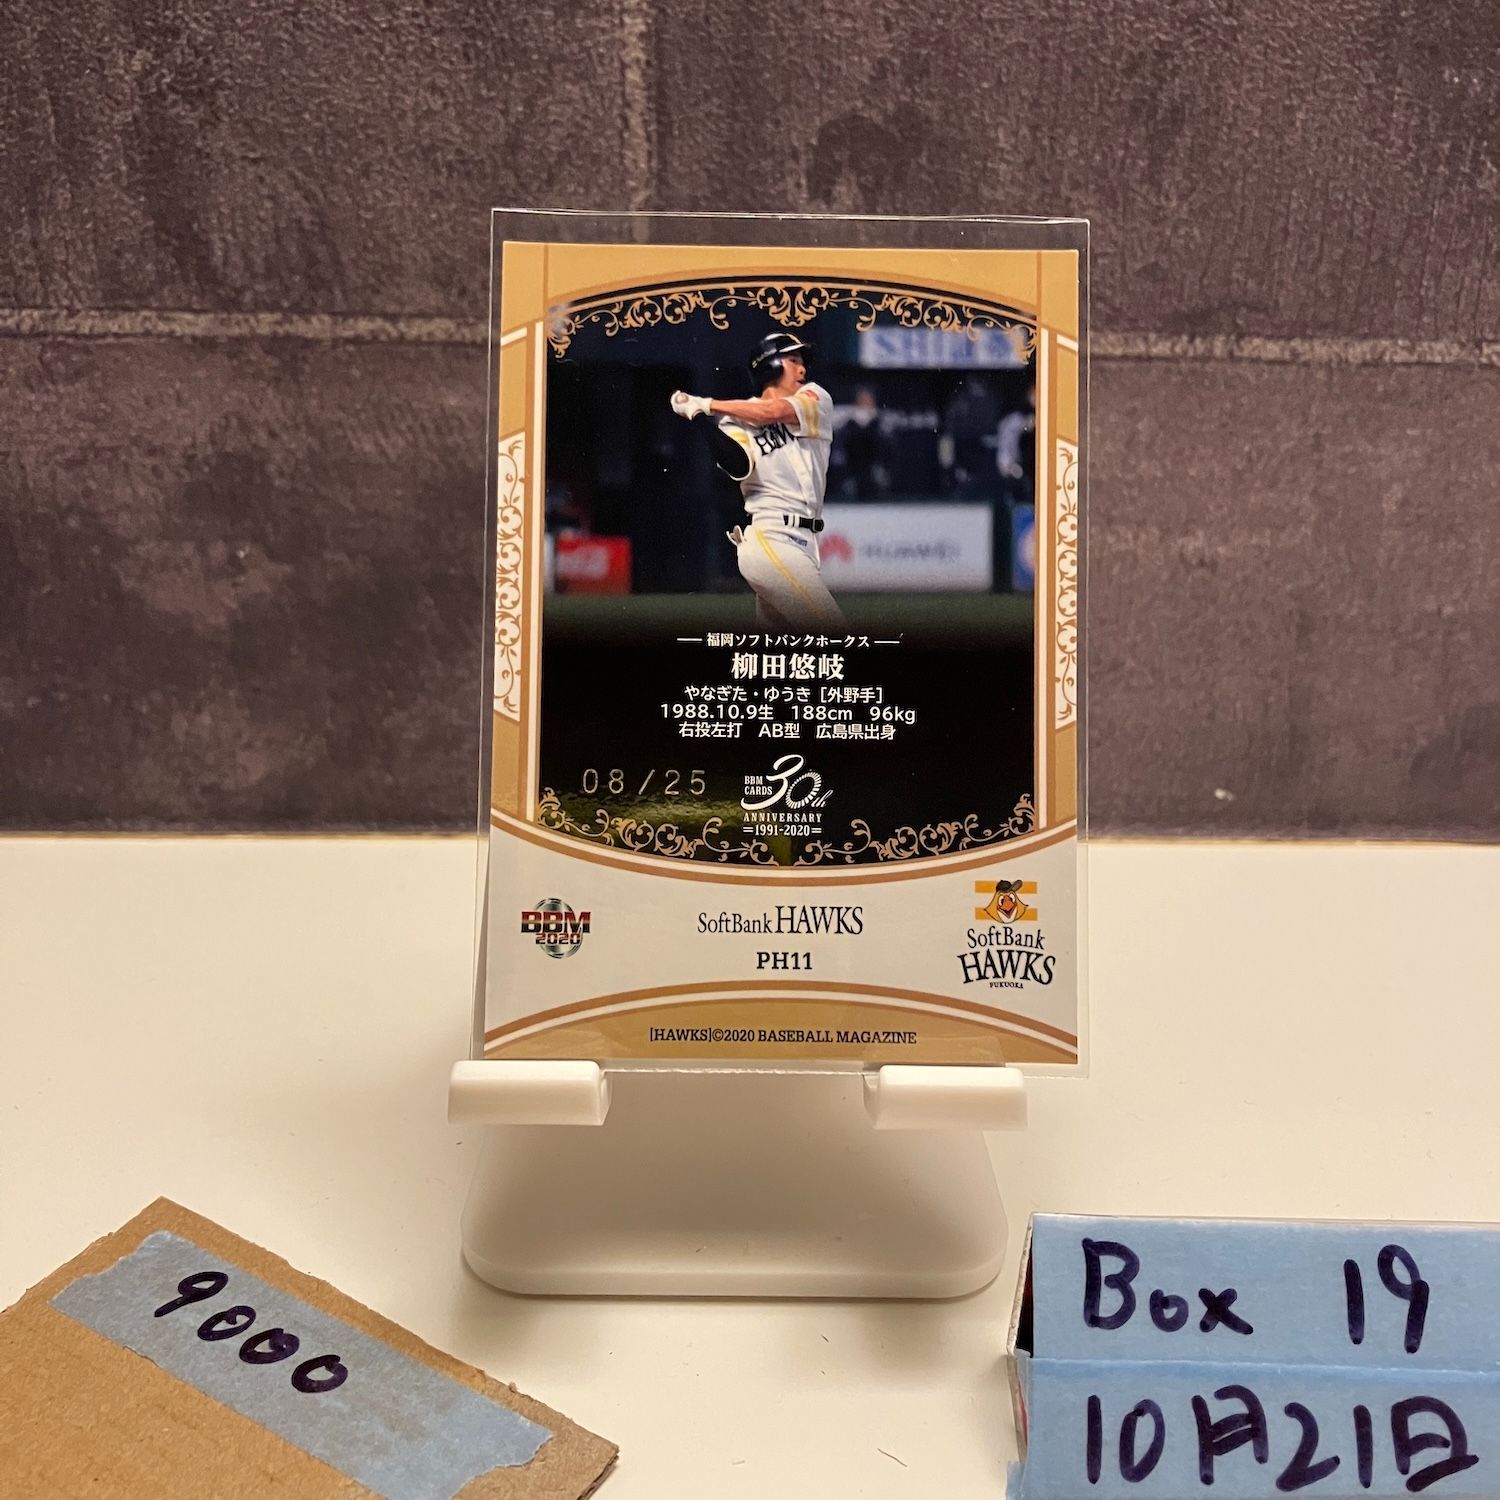 HUAWEI
福岡ソフトバンクホークス
柳田悠岐
やなぎた・ゆうき［外野手］
1988.10.9生 188cm 96kg
右投左打 AB型 広島県出身
08/25
BBM CARDS 30th
ANNIVERSARY
1991-2020
BBM
2020
SoftBank HAWKS
PH11
SoftBank
HAWKS
FUKUOKA
[HAWKS]©2020 BASEBALL MAGAZINE
9000
Box 19
10月21日